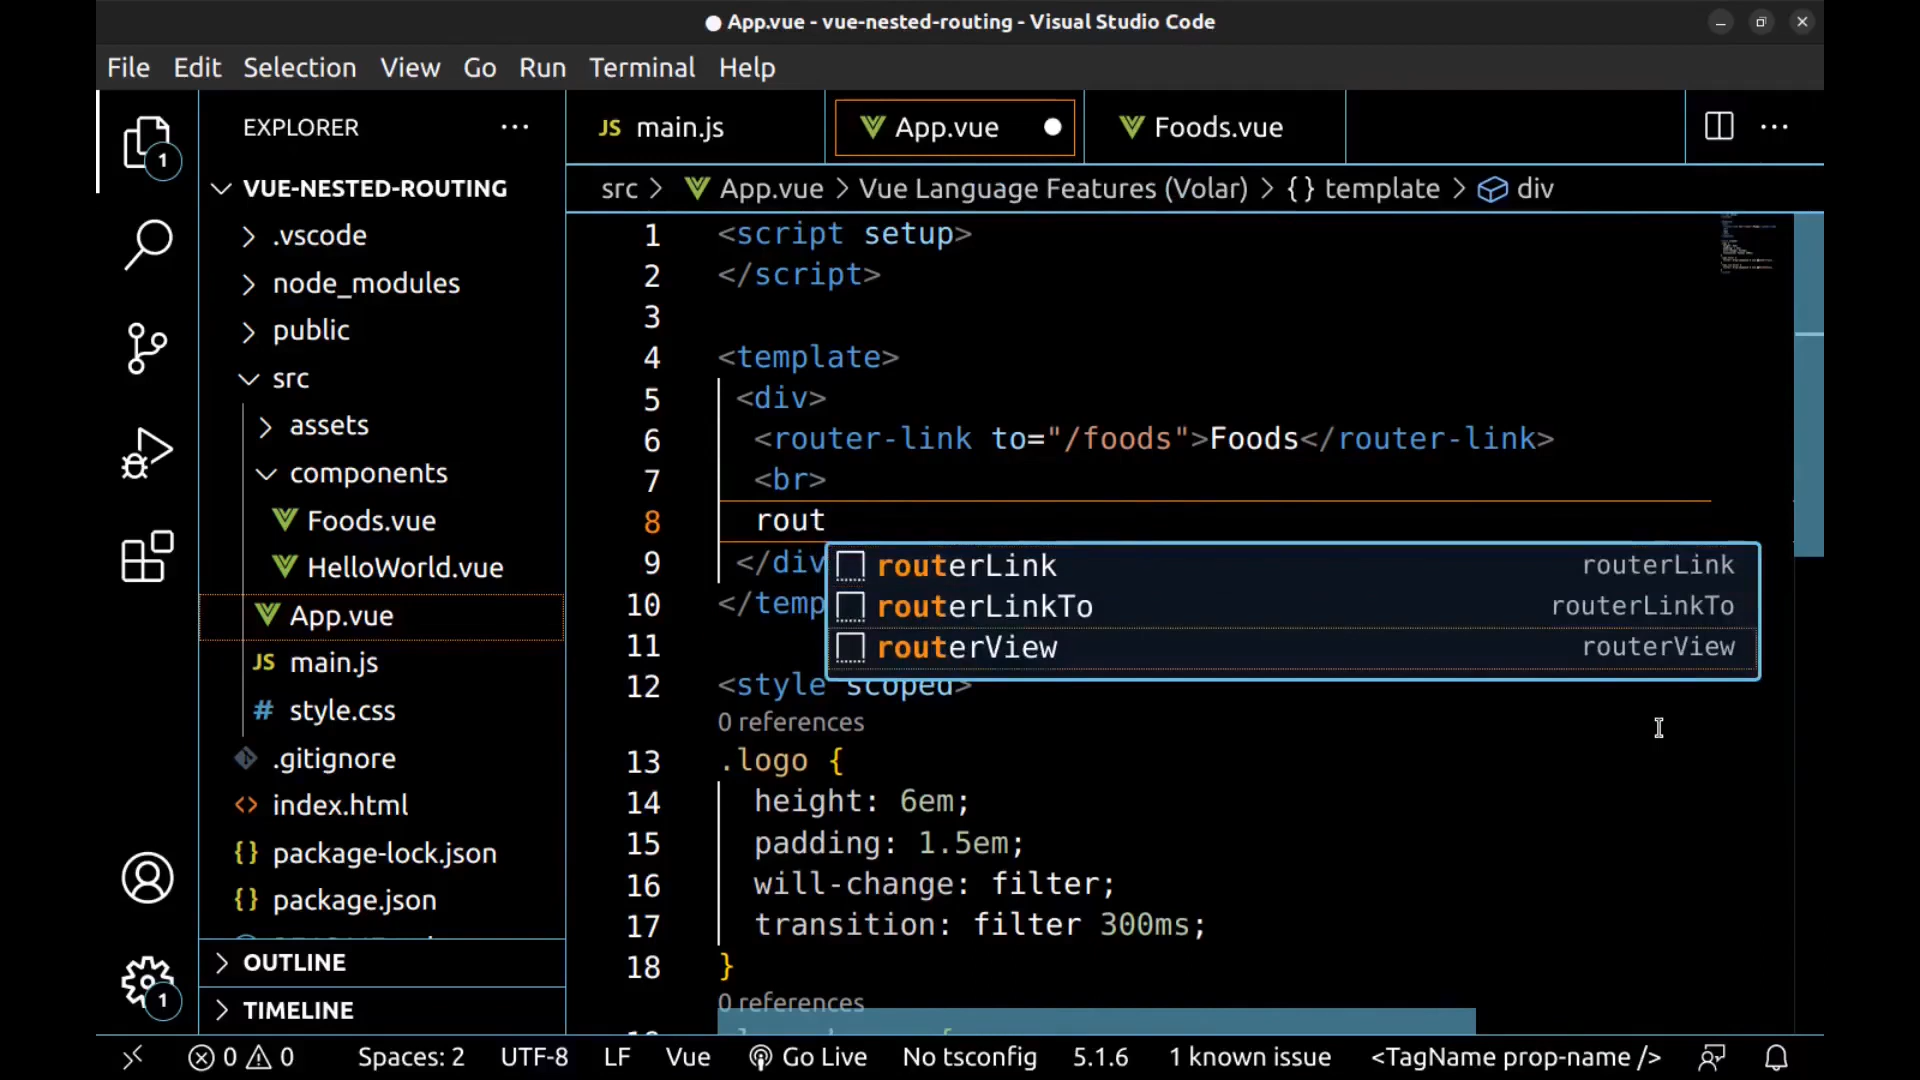 App.vue - vue-nested-routing - Visual Studio Code
File Edit Selection View Go Run Terminal Help
EXPLORER
1
VUE-NESTED-ROUTING
.vscode
node_modules
public
src
assets
components
Foods.vue
HelloWorld.vue
App.vue
JS main.js
# style.css
.gitignore
<> index.html
{} package-lock.json
{} package.json
OUTLINE
TIMELINE
1
JS main.js
App.vue
Foods.vue
src > App.vue > Vue Language Features (Volar) > {} template > div
1 <script setup>
2 </script>
3
4 <template>
5 <div>
6 <router-link to="/foods">Foods</router-link>
7 <br>
8 rout
9 </div
10 </temp
11
12 <style scoped>
routerLink routerLink
routerLinkTo routerLinkTo
routerView routerView
0 references
13 .logo {
14 height: 6em;
15 padding: 1.5em;
16 will-change: filter;
17 transition: filter 300ms;
18 }
0 references
0 0 Spaces: 2 UTF-8 LF Vue Go Live No tsconfig 5.1.6 1 known issue <TagName prop-name />